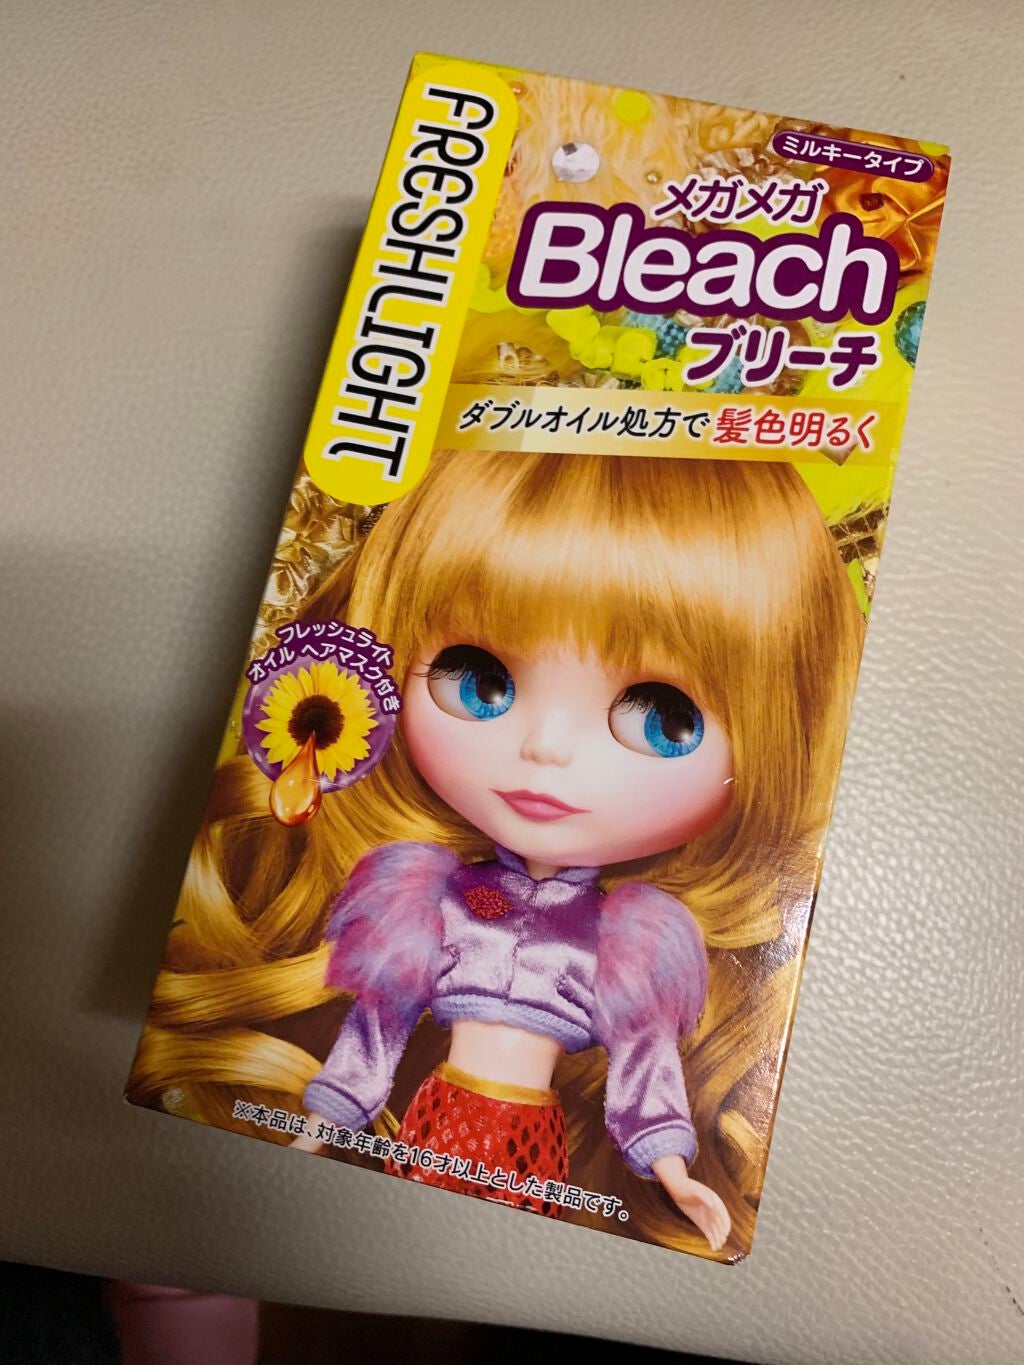 FRESHLIGHT
ミルキータイプ
メガメガ
Bleach
ブリーチ
ダブルオイル処方で髪色明るく
フレッシュライト
オイル ヘアマスク付き
※本品は、対象年齢を16才以上とした製品です。